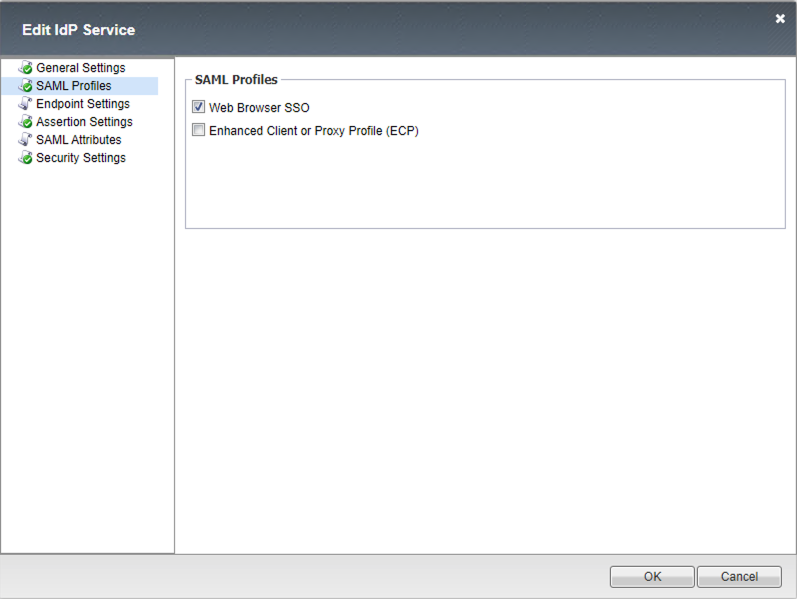 Edit IdP Service
General Settings
SAML Profiles
Endpoint Settings
Assertion Settings
SAML Attributes
Security Settings
SAML Profiles
Web Browser SSO
Enhanced Client or Proxy Profile (ECP)
OK
Cancel